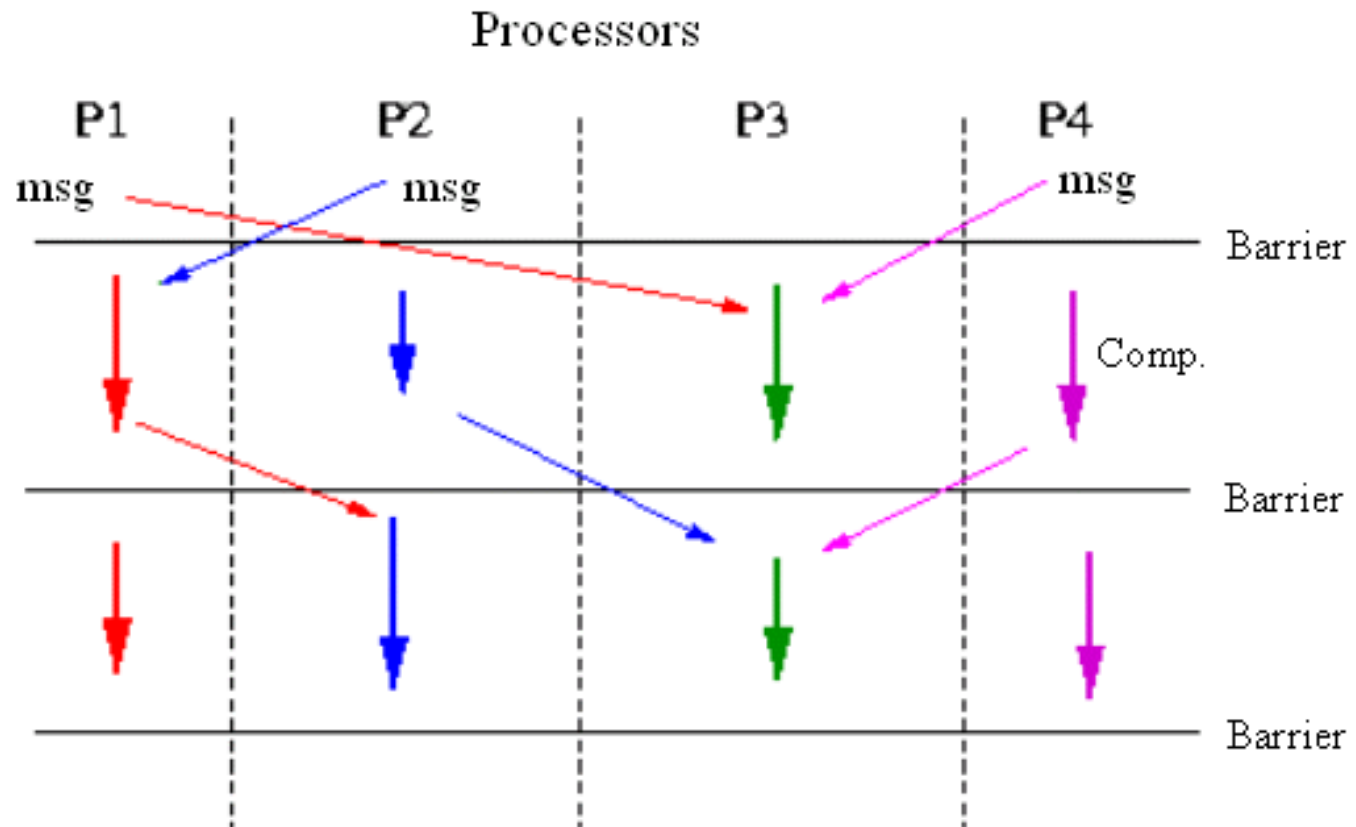 Processors
P1 P2 P3 P4
msg msg msg
Barrier
Comp.
Barrier
Barrier